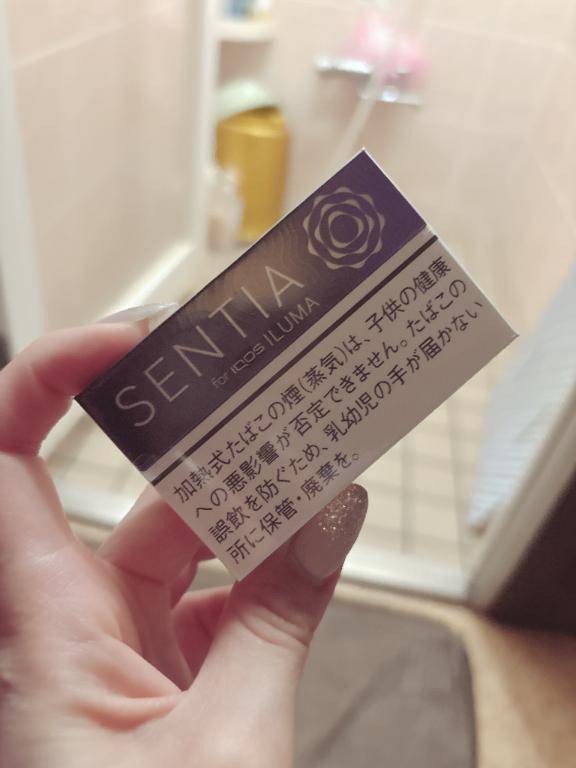 SENTIA
for IQOS ILUMA
加熱式たばこの煙(蒸気)は、子供の健康
への悪影響が否定できません。たばこの
誤飲を防ぐため、乳幼児の手が届かない
所に保管・廃棄を。